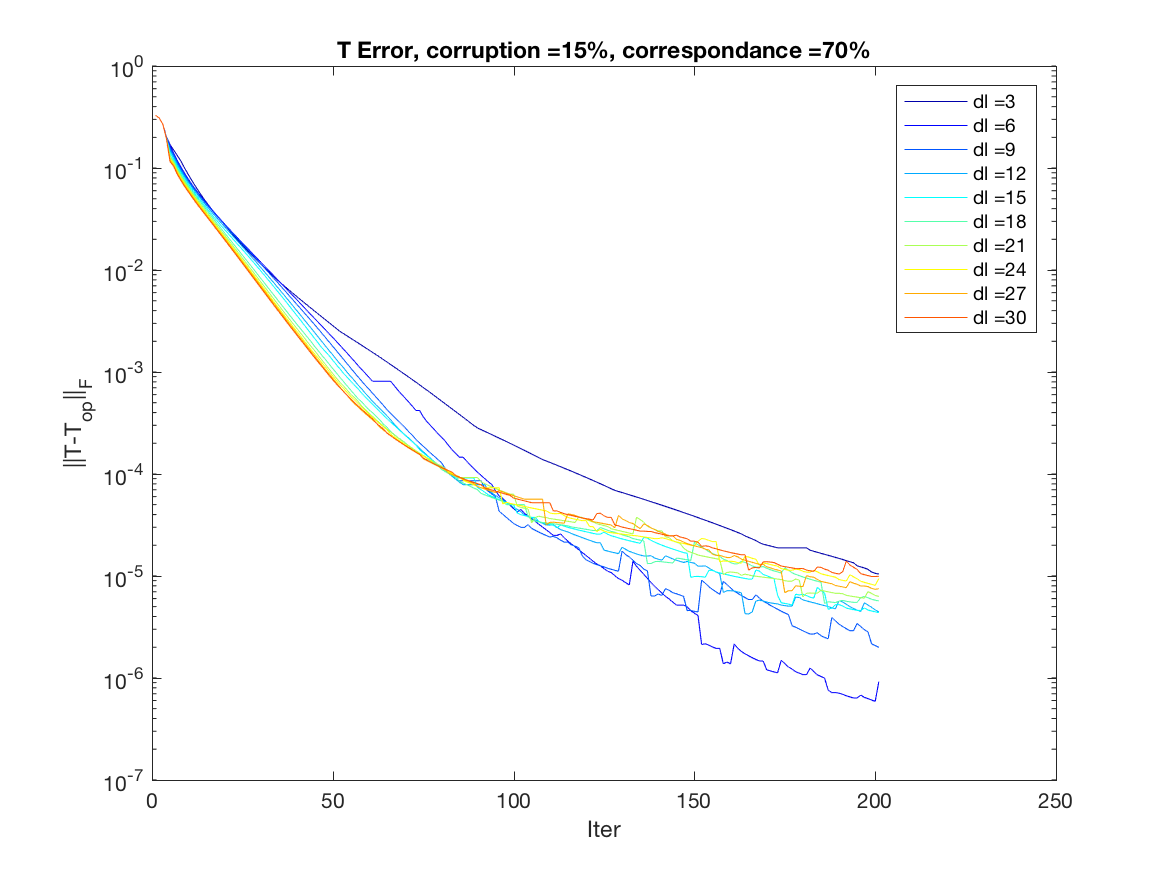 T Error, corruption =15%, correspondance =70%
10^0
10^-1
10^-2
10^-3
10^-4
10^-5
10^-6
10^-7
||T-T_op||_F
0
50
100
150
200
250
Iter
dl =3
dl =6
dl =9
dl =12
dl =15
dl =18
dl =21
dl =24
dl =27
dl =30